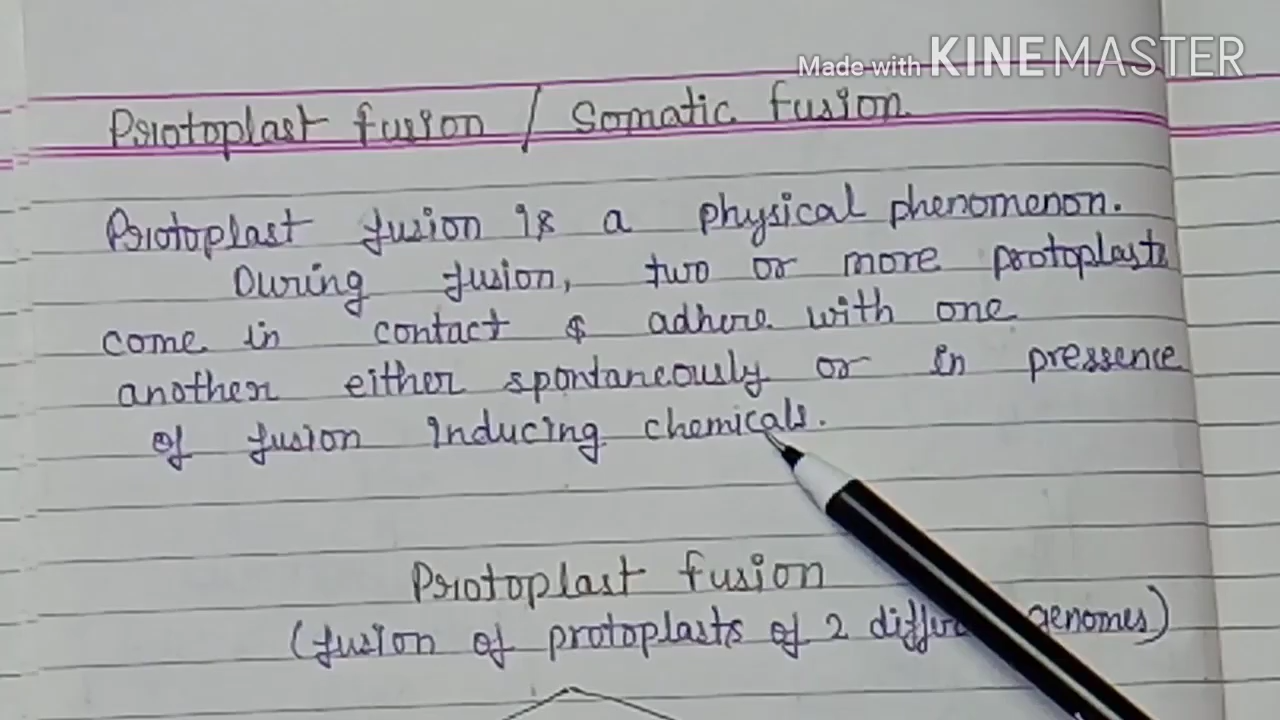 Made with KINEMASTER
Protoplast fusion / Somatic fusion.
Protoplast fusion is a physical phenomenon.
During fusion, two or more protoplasts
come in contact & adhere with one
another either spontaneously or in pressence
of fusion inducing chemicals.
Protoplast fusion
(fusion of protoplasts of 2 genomes)